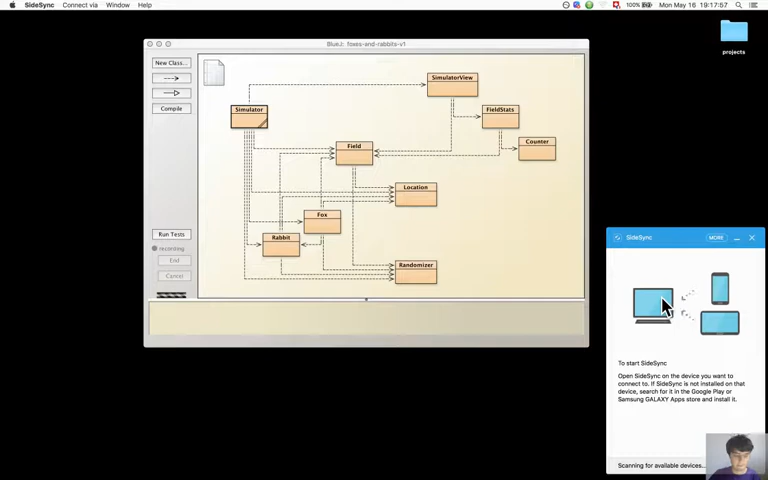 SideSync Connect via Window Help
100% Mon May 16 19:17:57
projects
BlueJ: foxes-and-rabbits-v1
New Class...
Compile
Run Tests
recording
End
Cancel
SimulatorView
Simulator
FieldStats
Counter
Field
Location
Fox
Rabbit
Randomizer
SideSync
MORE
To start SideSync
Open SideSync on the device you want to
connect to. If SideSync is not installed on that
device, search for it in the Google Play or
Samsung GALAXY Apps store and install it.
Scanning for available devices...